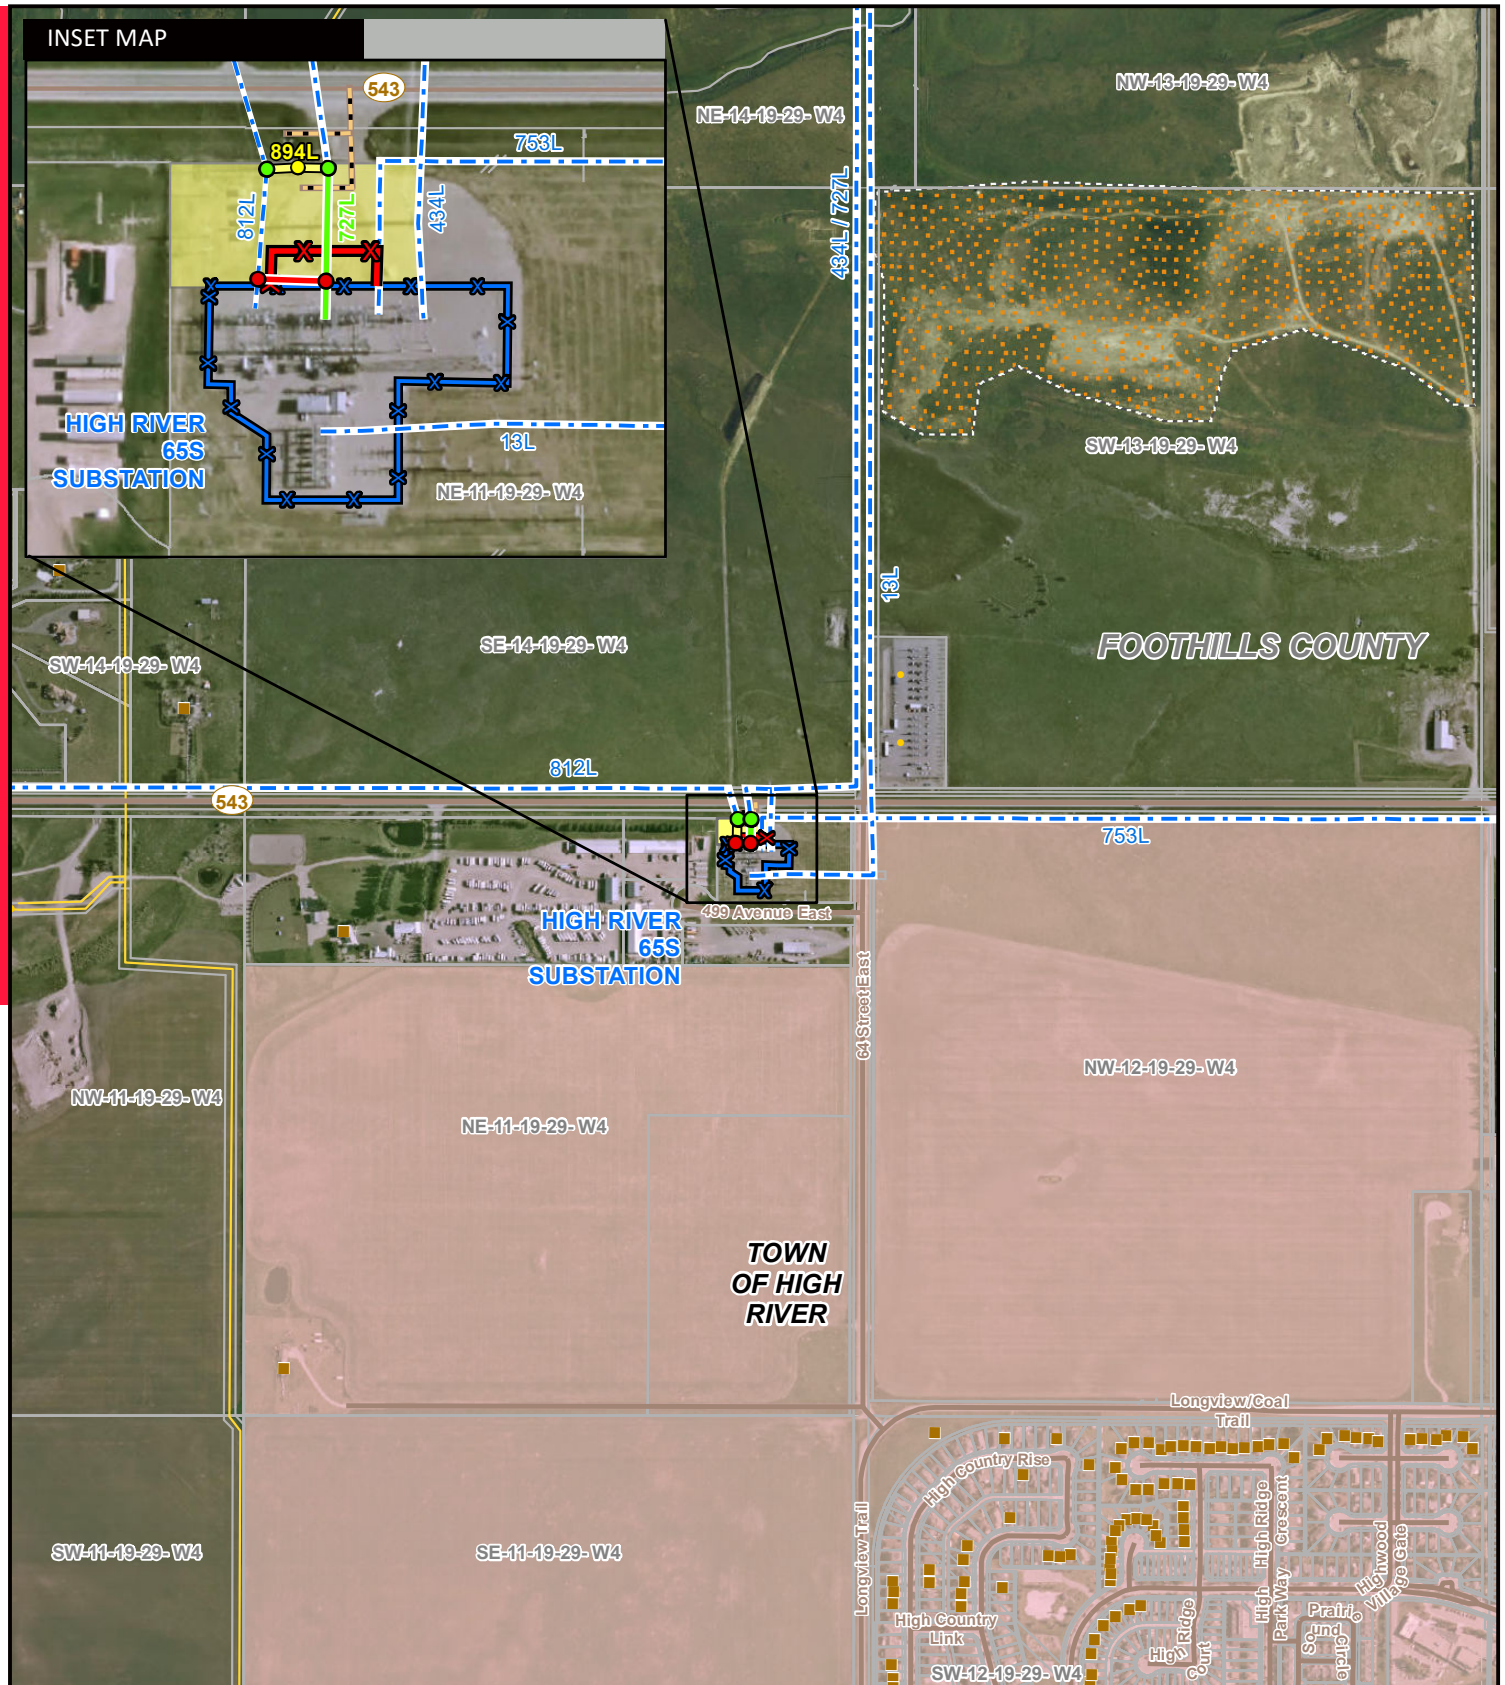 INSET MAP
543
894L
753L
812L
727L
434L
HIGH RIVER
65S
SUBSTATION
13L
NE-11-19-29- W4
NE-14-19-29- W4
NW-13-19-29- W4
434L / 727L
SW-13-19-29- W4
13L
SE-14-19-29- W4
SW-14-19-29- W4
FOOTHILLS COUNTY
812L
543
753L
499 Avenue East
HIGH RIVER
65S
SUBSTATION
64 Street East
NW-11-19-29- W4
NE-11-19-29- W4
NW-12-19-29- W4
TOWN
OF HIGH
RIVER
Longview/Coal
Trail
High Country Rise
High Ridge
Crescent
Highwood
Village Gate
Longview Trail
SW-11-19-29- W4
SE-11-19-29- W4
High Country
Link
High
Park Way
High Ridge
Court
Prairie
Sound
Circle
SW-12-19-29- W4